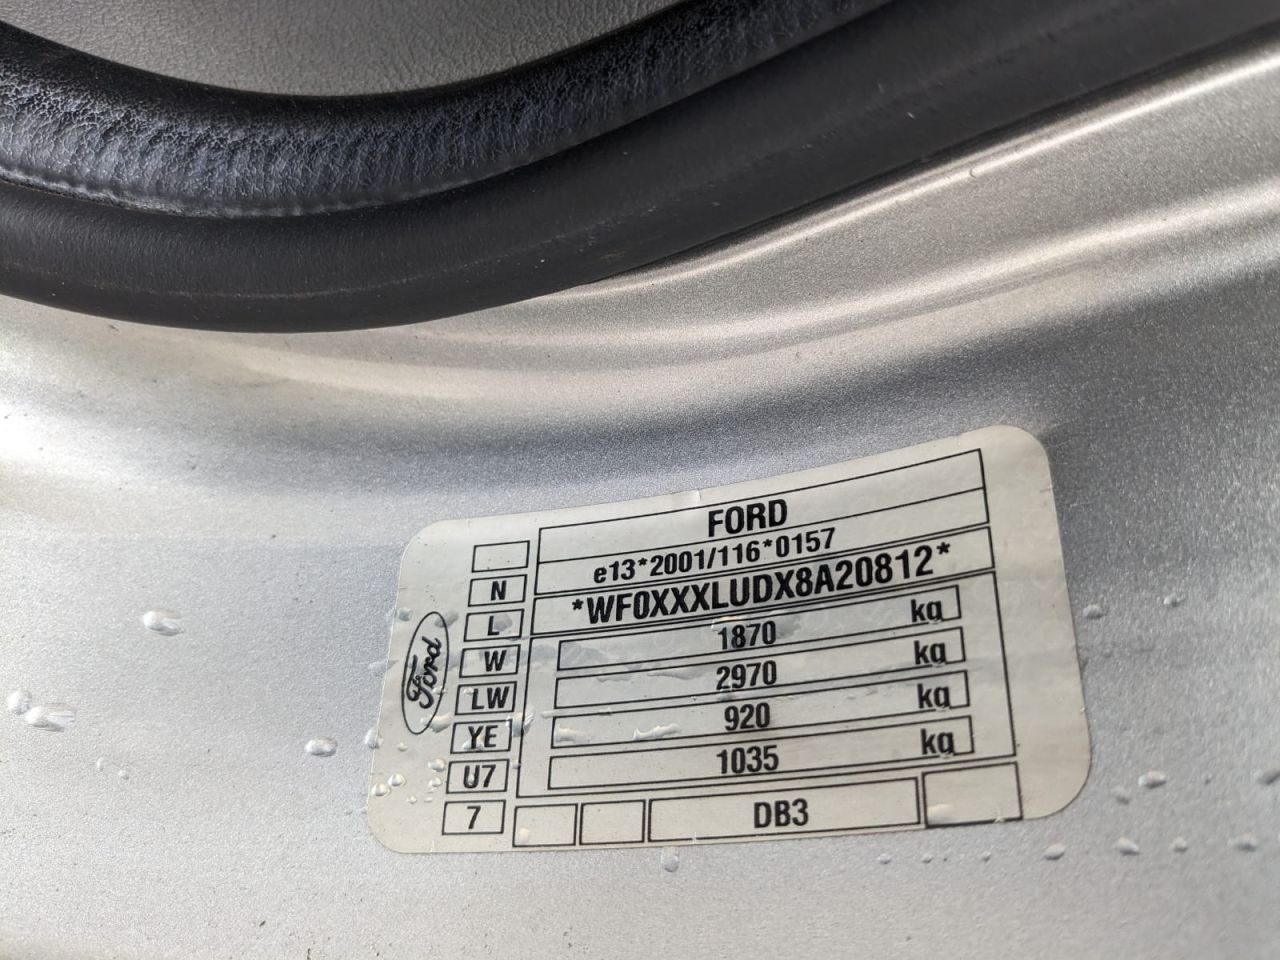 FORD
e13*2001/116*0157
N *WF0XXXLUDX8A20812*
L 1870 kg
W 2970 kg
LW 920 kg
YE 1035 kg
U7
7 DB3
Ford